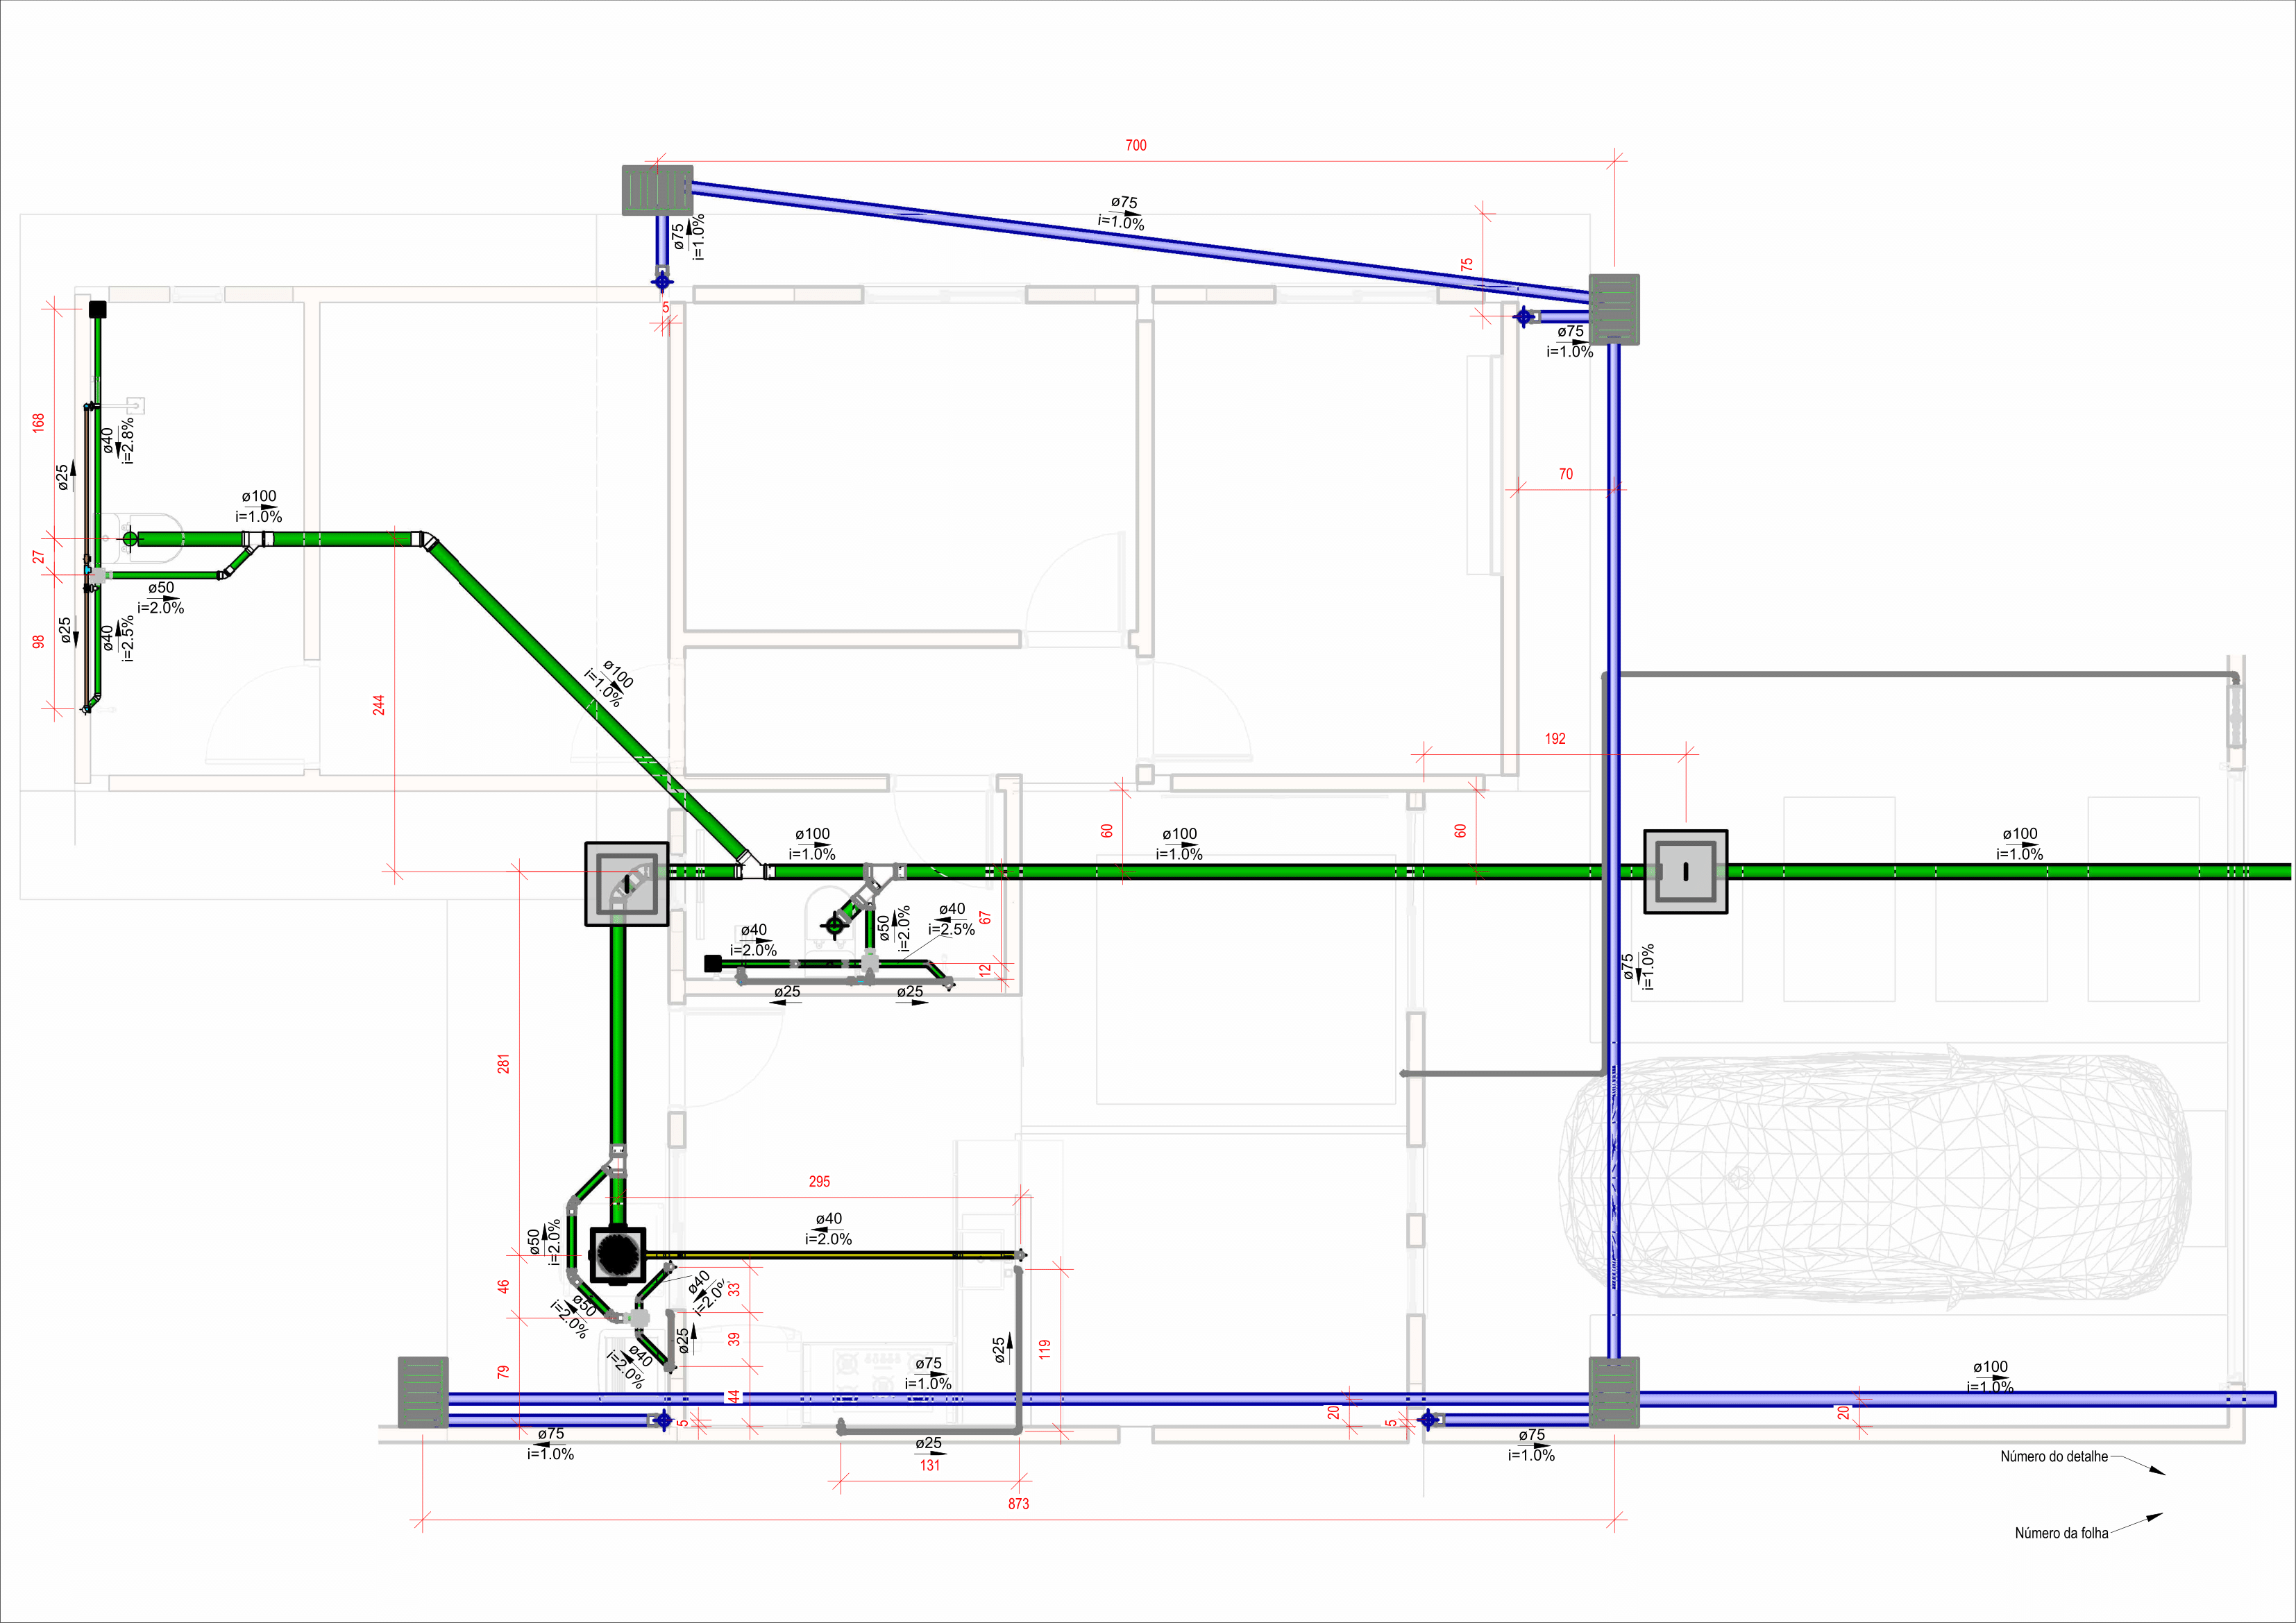 700
ø75
i=1.0%
ø75
i=1.0%
75
5
ø75
i=1.0%
168
ø40
i=2.8%
ø25
70
ø100
i=1.0%
27
ø50
i=2.0%
98
ø25
ø40
i=2.5%
244
ø100
i=1.0%
192
60
60
ø100
i=1.0%
ø100
i=1.0%
ø100
i=1.0%
ø40
i=2.0%
ø50
i=2.0%
ø40
i=2.5%
67
12
ø25
ø25
ø75
i=1.0%
281
295
ø40
i=2.0%
ø50
i=2.0%
46
ø50
i=2.0%
ø40
i=2.0%
33
ø25
39
ø40
i=2.0%
79
44
ø25
119
ø75
i=1.0%
ø100
i=1.0%
5
20
5
20
ø75
i=1.0%
ø25
131
ø75
i=1.0%
873
Número do detalhe
Número da folha